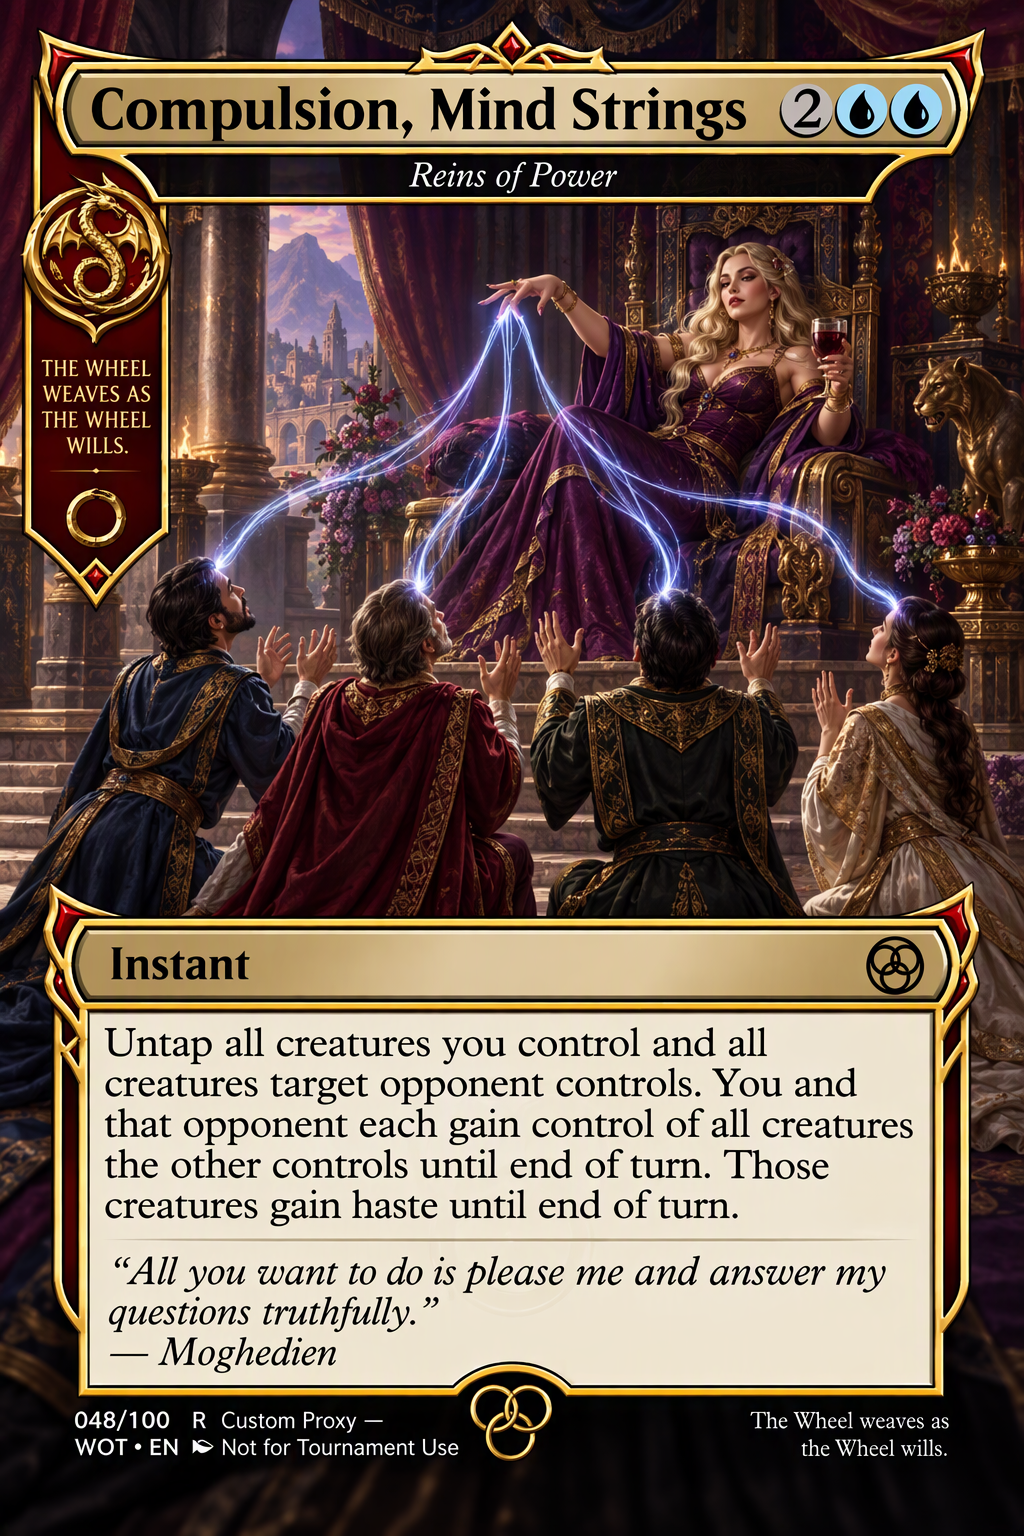 Compulsion, Mind Strings 2
Reins of Power
THE WHEEL
WEAVES AS
THE WHEEL
WILLS.
Instant
Untap all creatures you control and all
creatures target opponent controls. You and
that opponent each gain control of all creatures
the other controls until end of turn. Those
creatures gain haste until end of turn.
“All you want to do is please me and answer my
questions truthfully.”
— Moghedien
048/100 R Custom Proxy —
WOT • EN Not for Tournament Use
The Wheel weaves as
the Wheel wills.